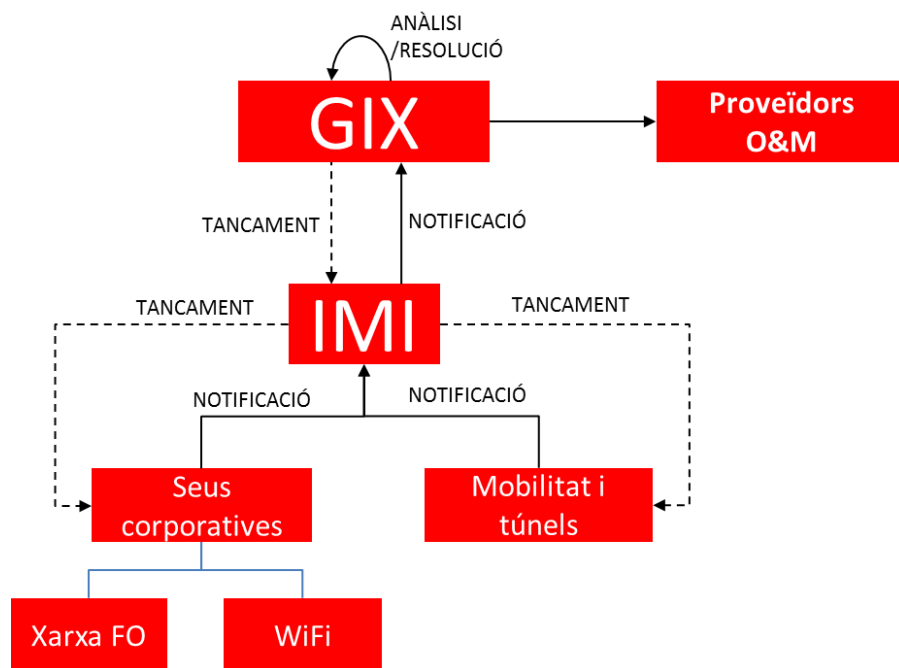 ANÀLISI
/RESOLUCIÓ
GIX
Proveïdors
O&M
TANCAMENT
NOTIFICACIÓ
TANCAMENT
IMI
TANCAMENT
NOTIFICACIÓ
NOTIFICACIÓ
Seus
corporatives
Mobilitat i
túnels
Xarxa FO
WiFi